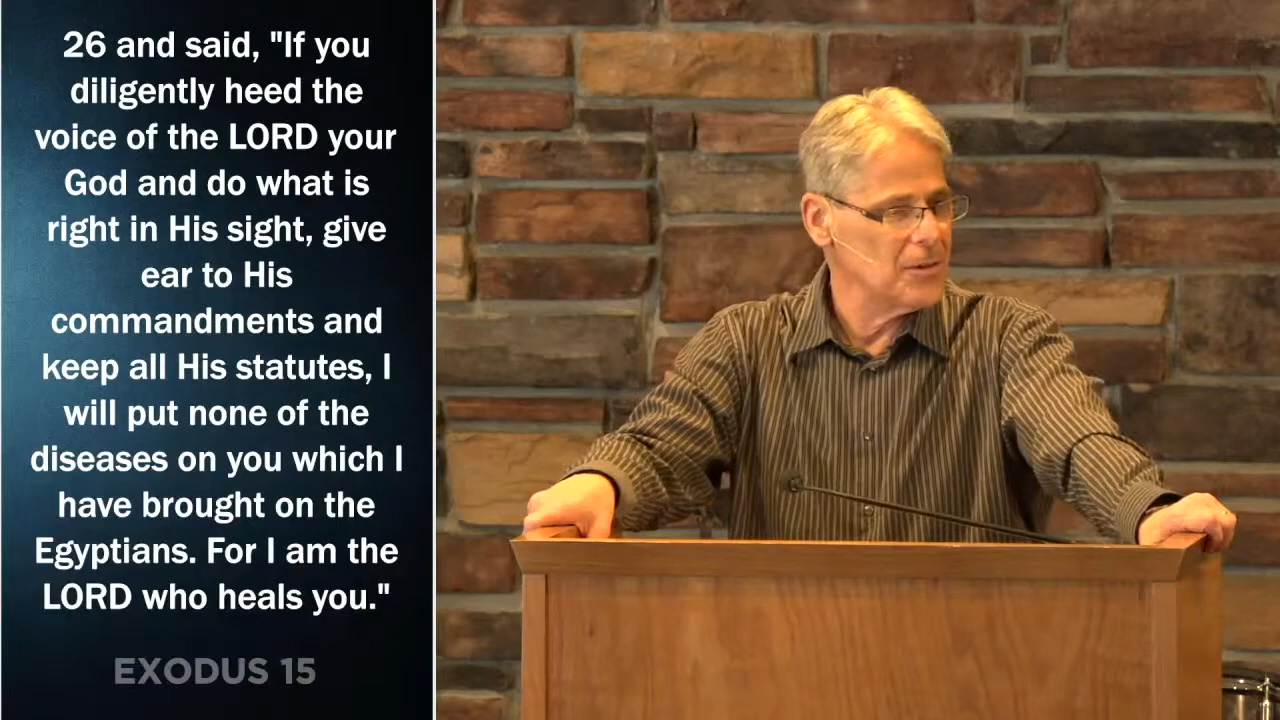 26 and said, "If you
diligently heed the
voice of the LORD your
God and do what is
right in His sight, give
ear to His
commandments and
keep all His statutes, I
will put none of the
diseases on you which I
have brought on the
Egyptians. For I am the
LORD who heals you."
EXODUS 15